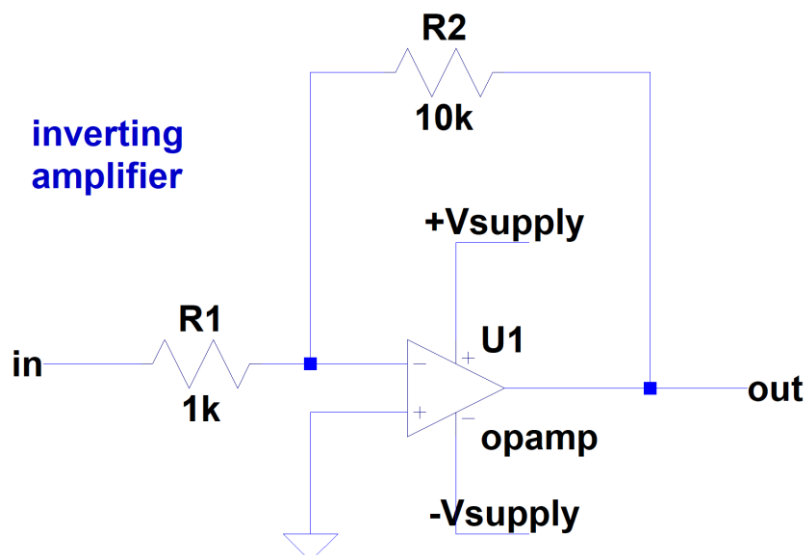 R2
10k
inverting
amplifier
+Vsupply
R1
U1
in
1k
opamp
out
-Vsupply